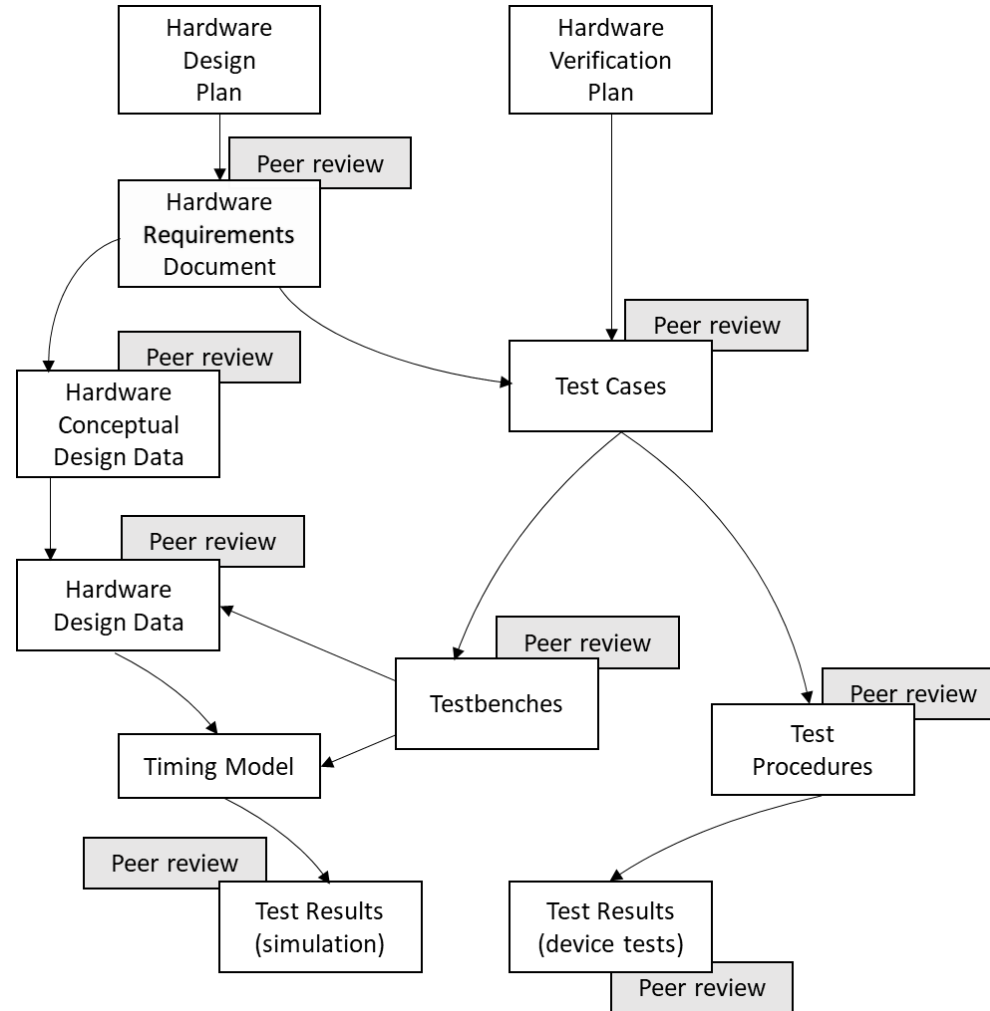 Hardware
Design
Plan
Hardware
Verification
Plan
Peer review
Hardware
Requirements
Document
Peer review
Test Cases
Peer review
Hardware
Conceptual
Design Data
Peer review
Hardware
Design Data
Peer review
Testbenches
Peer review
Test
Procedures
Timing Model
Peer review
Test Results
(simulation)
Test Results
(device tests)
Peer review